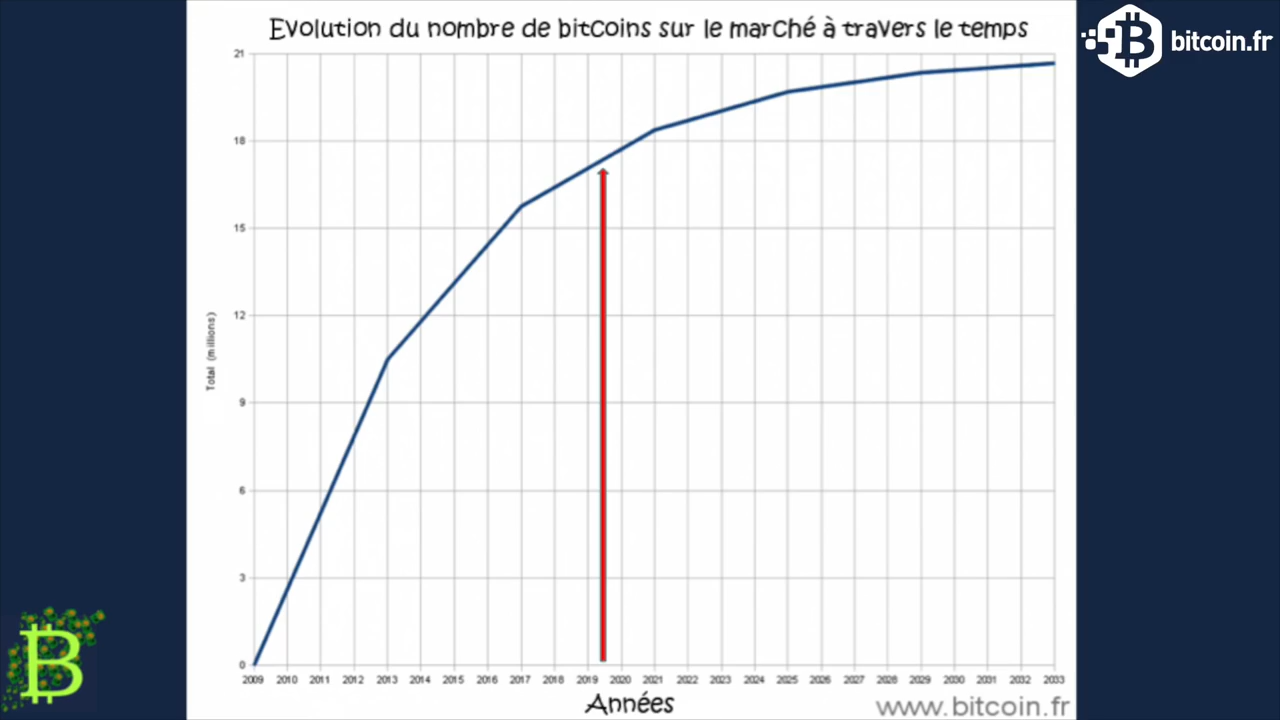 Evolution du nombre de bitcoins sur le marché à travers le temps
bitcoin.fr
21
18
15
12
9
6
3
0
Total (millions)
2009 2010 2011 2012 2013 2014 2015 2016 2017 2018 2019 2020 2021 2022 2023 2024 2025 2026 2027 2028 2029 2030 2031 2032 2033
Années
www.bitcoin.fr